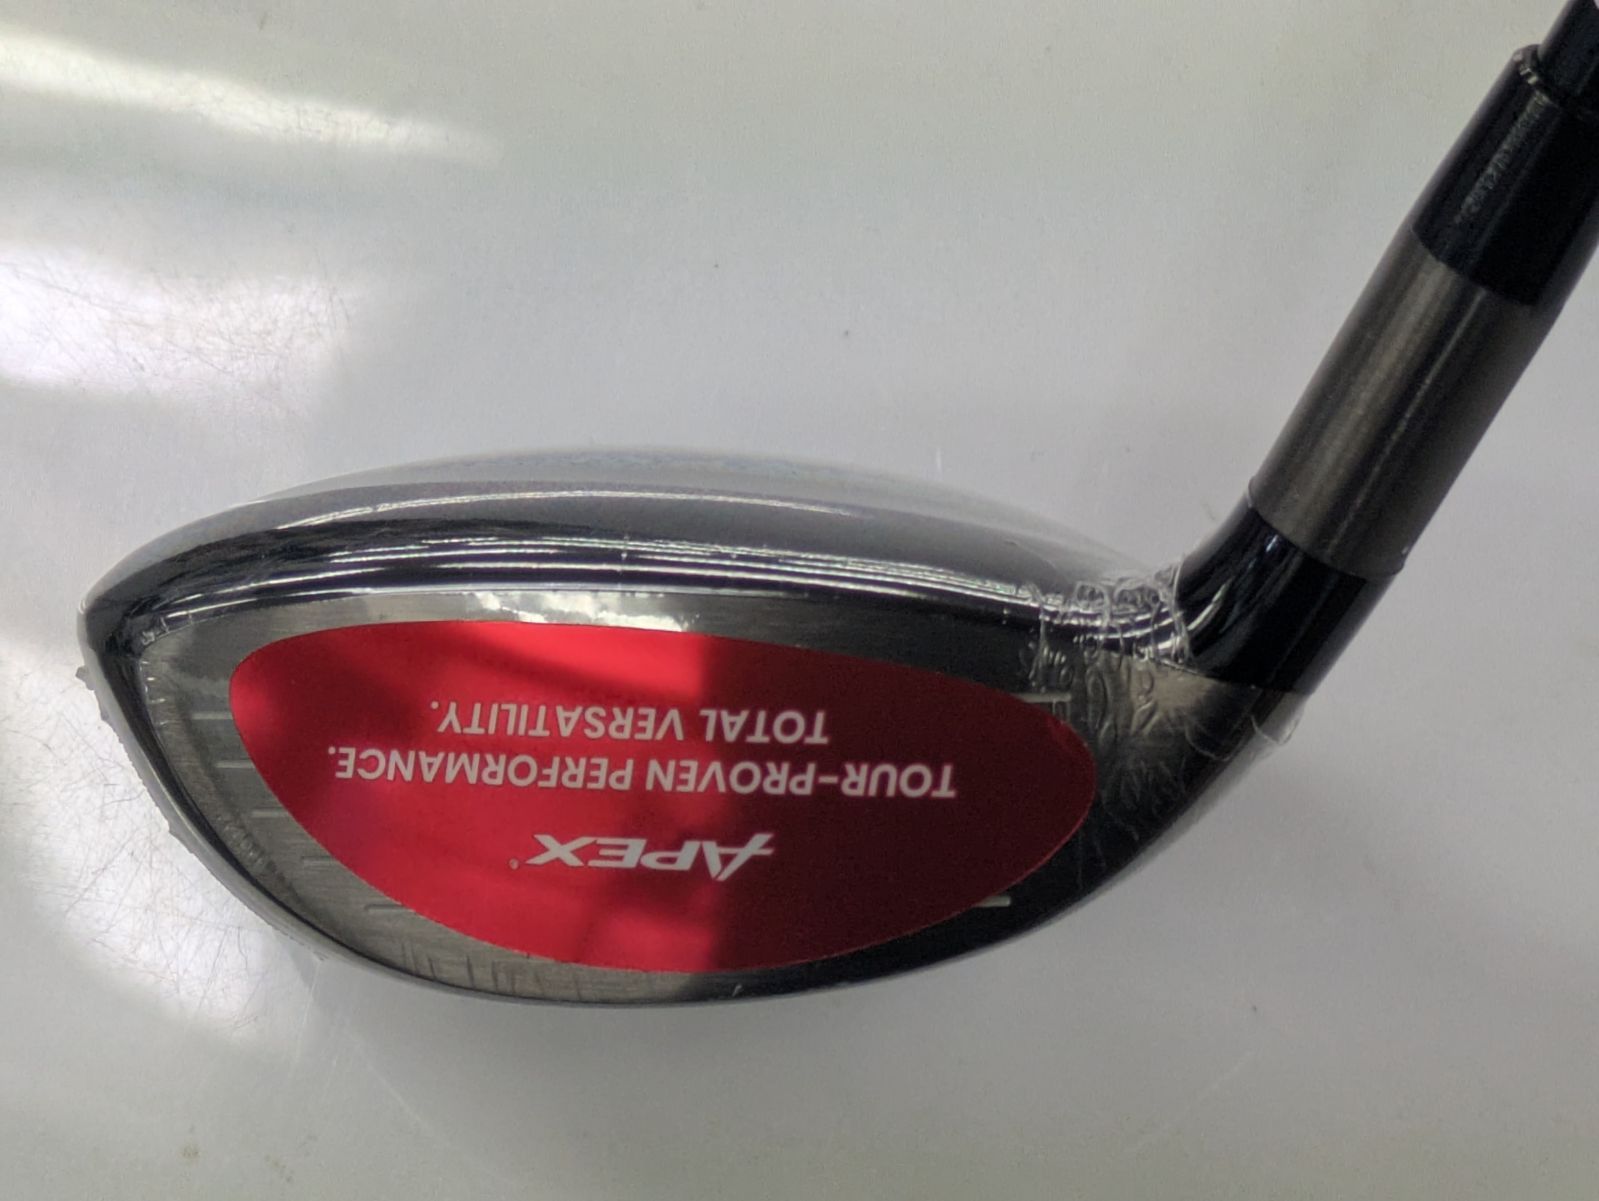 APEX®
TOUR-PROVEN PERFORMANCE.
TOTAL VERSATILITY.